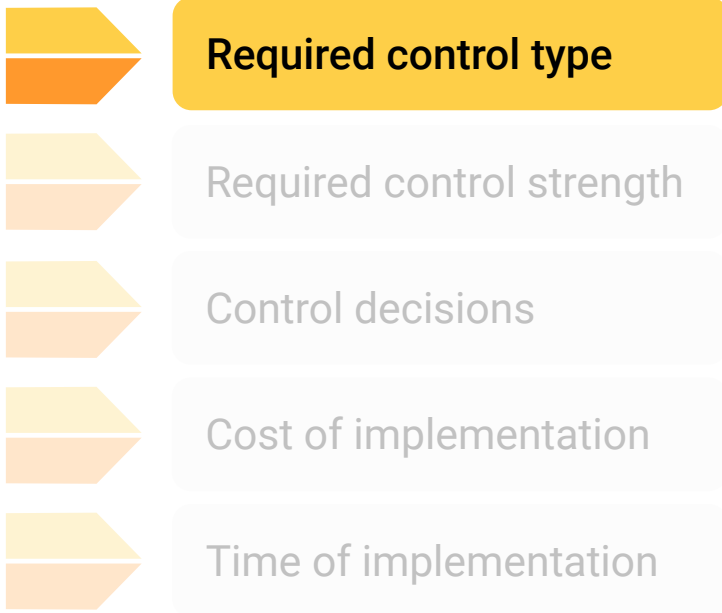 Required control type
Required control strength
Control decisions
Cost of implementation
Time of implementation